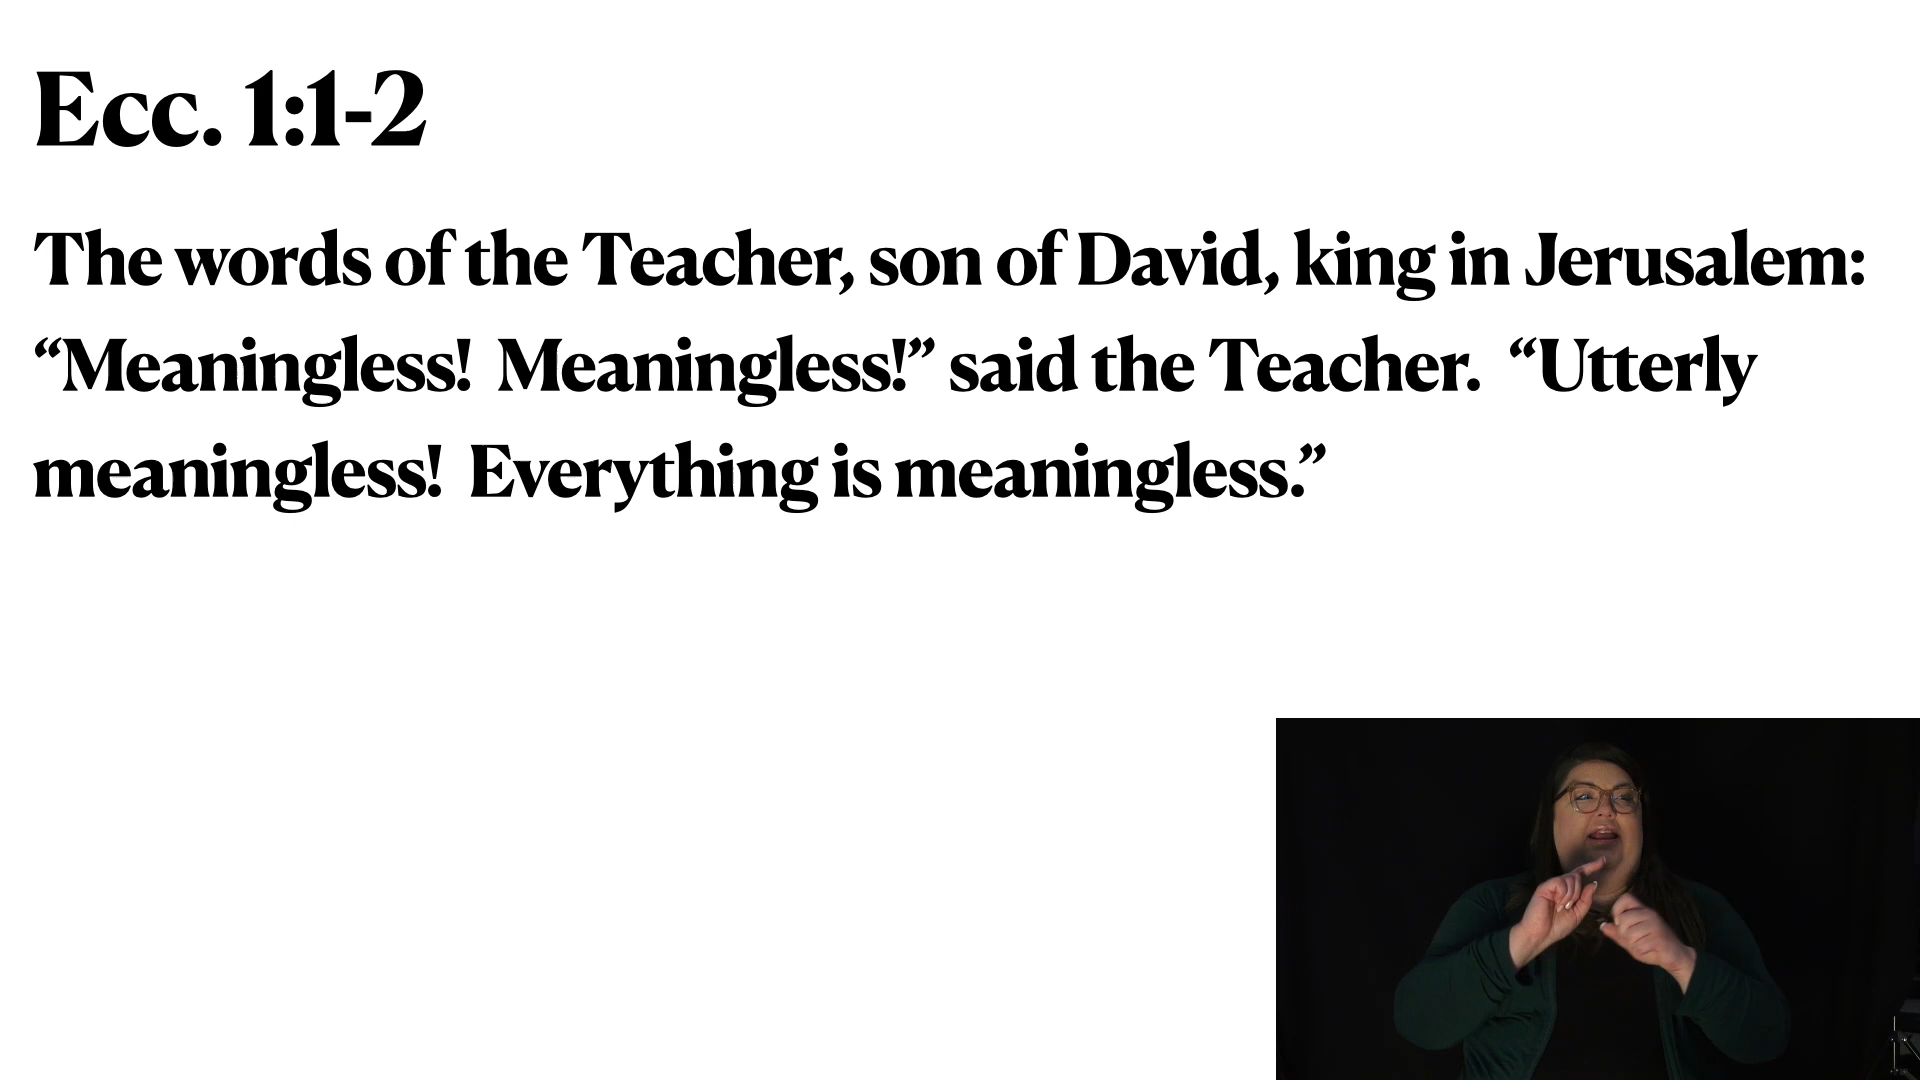 Ecc. 1:1-2
The words of the Teacher, son of David, king in Jerusalem:
“Meaningless!  Meaningless!” said the Teacher.  “Utterly
meaningless!  Everything is meaningless.”